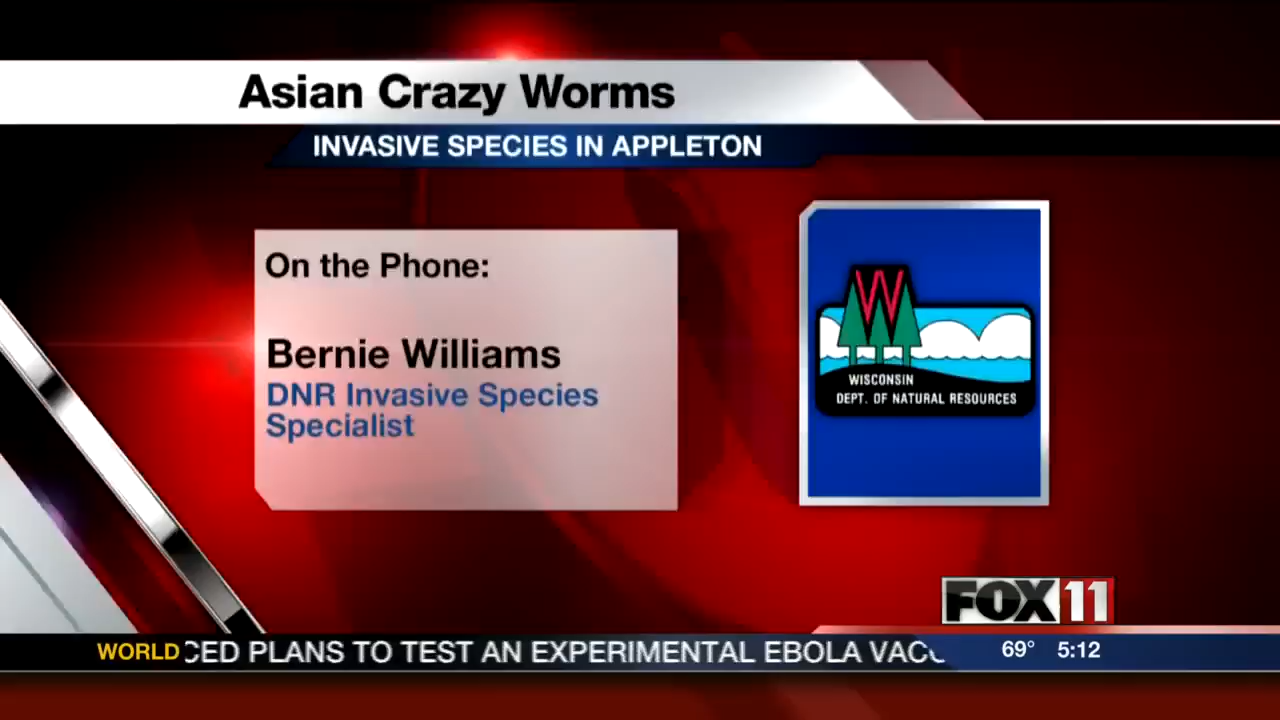 Asian Crazy Worms
INVASIVE SPECIES IN APPLETON
On the Phone:
Bernie Williams
DNR Invasive Species
Specialist
W
WISCONSIN
DEPT. OF NATURAL RESOURCES
FOX 11
WORLD PLANS TO TEST AN EXPERIMENTAL EBOLA 69° 5:12